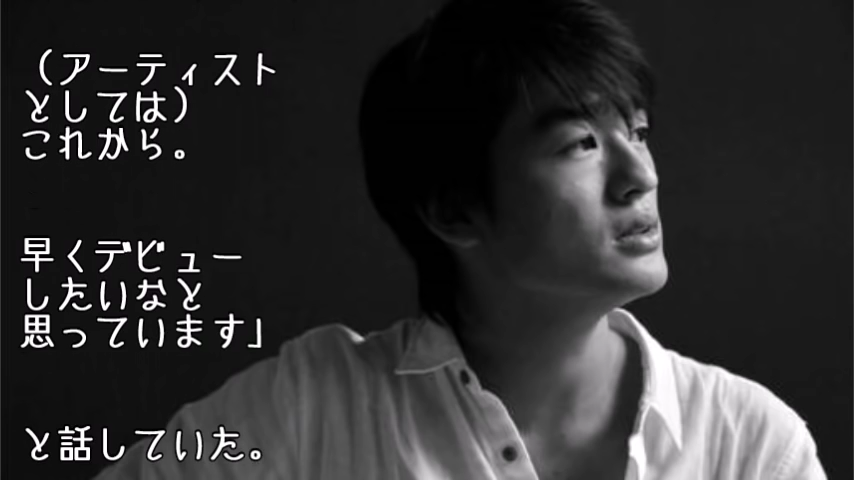 (アーティスト
としては)
これから。
早くデビュー
したいなと
思っています」
と話していた。